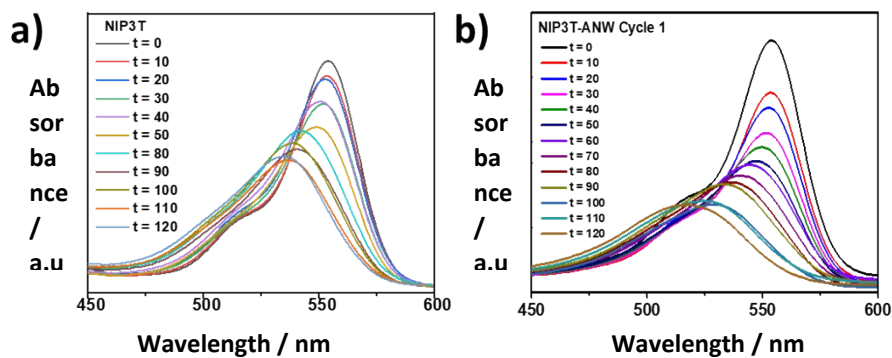 a)
NIP3T
t = 0
t = 10
t = 20
t = 30
t = 40
t = 50
t = 80
t = 90
t = 100
t = 110
t = 120
Ab
sor
ba
nce
/
a.u
450
500
550
600
Wavelength / nm
b)
NIP3T-ANW Cycle 1
t = 0
t = 10
t = 20
t = 30
t = 40
t = 50
t = 60
t = 70
t = 80
t = 90
t = 100
t = 110
t = 120
Ab
sor
ba
nce
/
a.u
450
500
550
600
Wavelength / nm